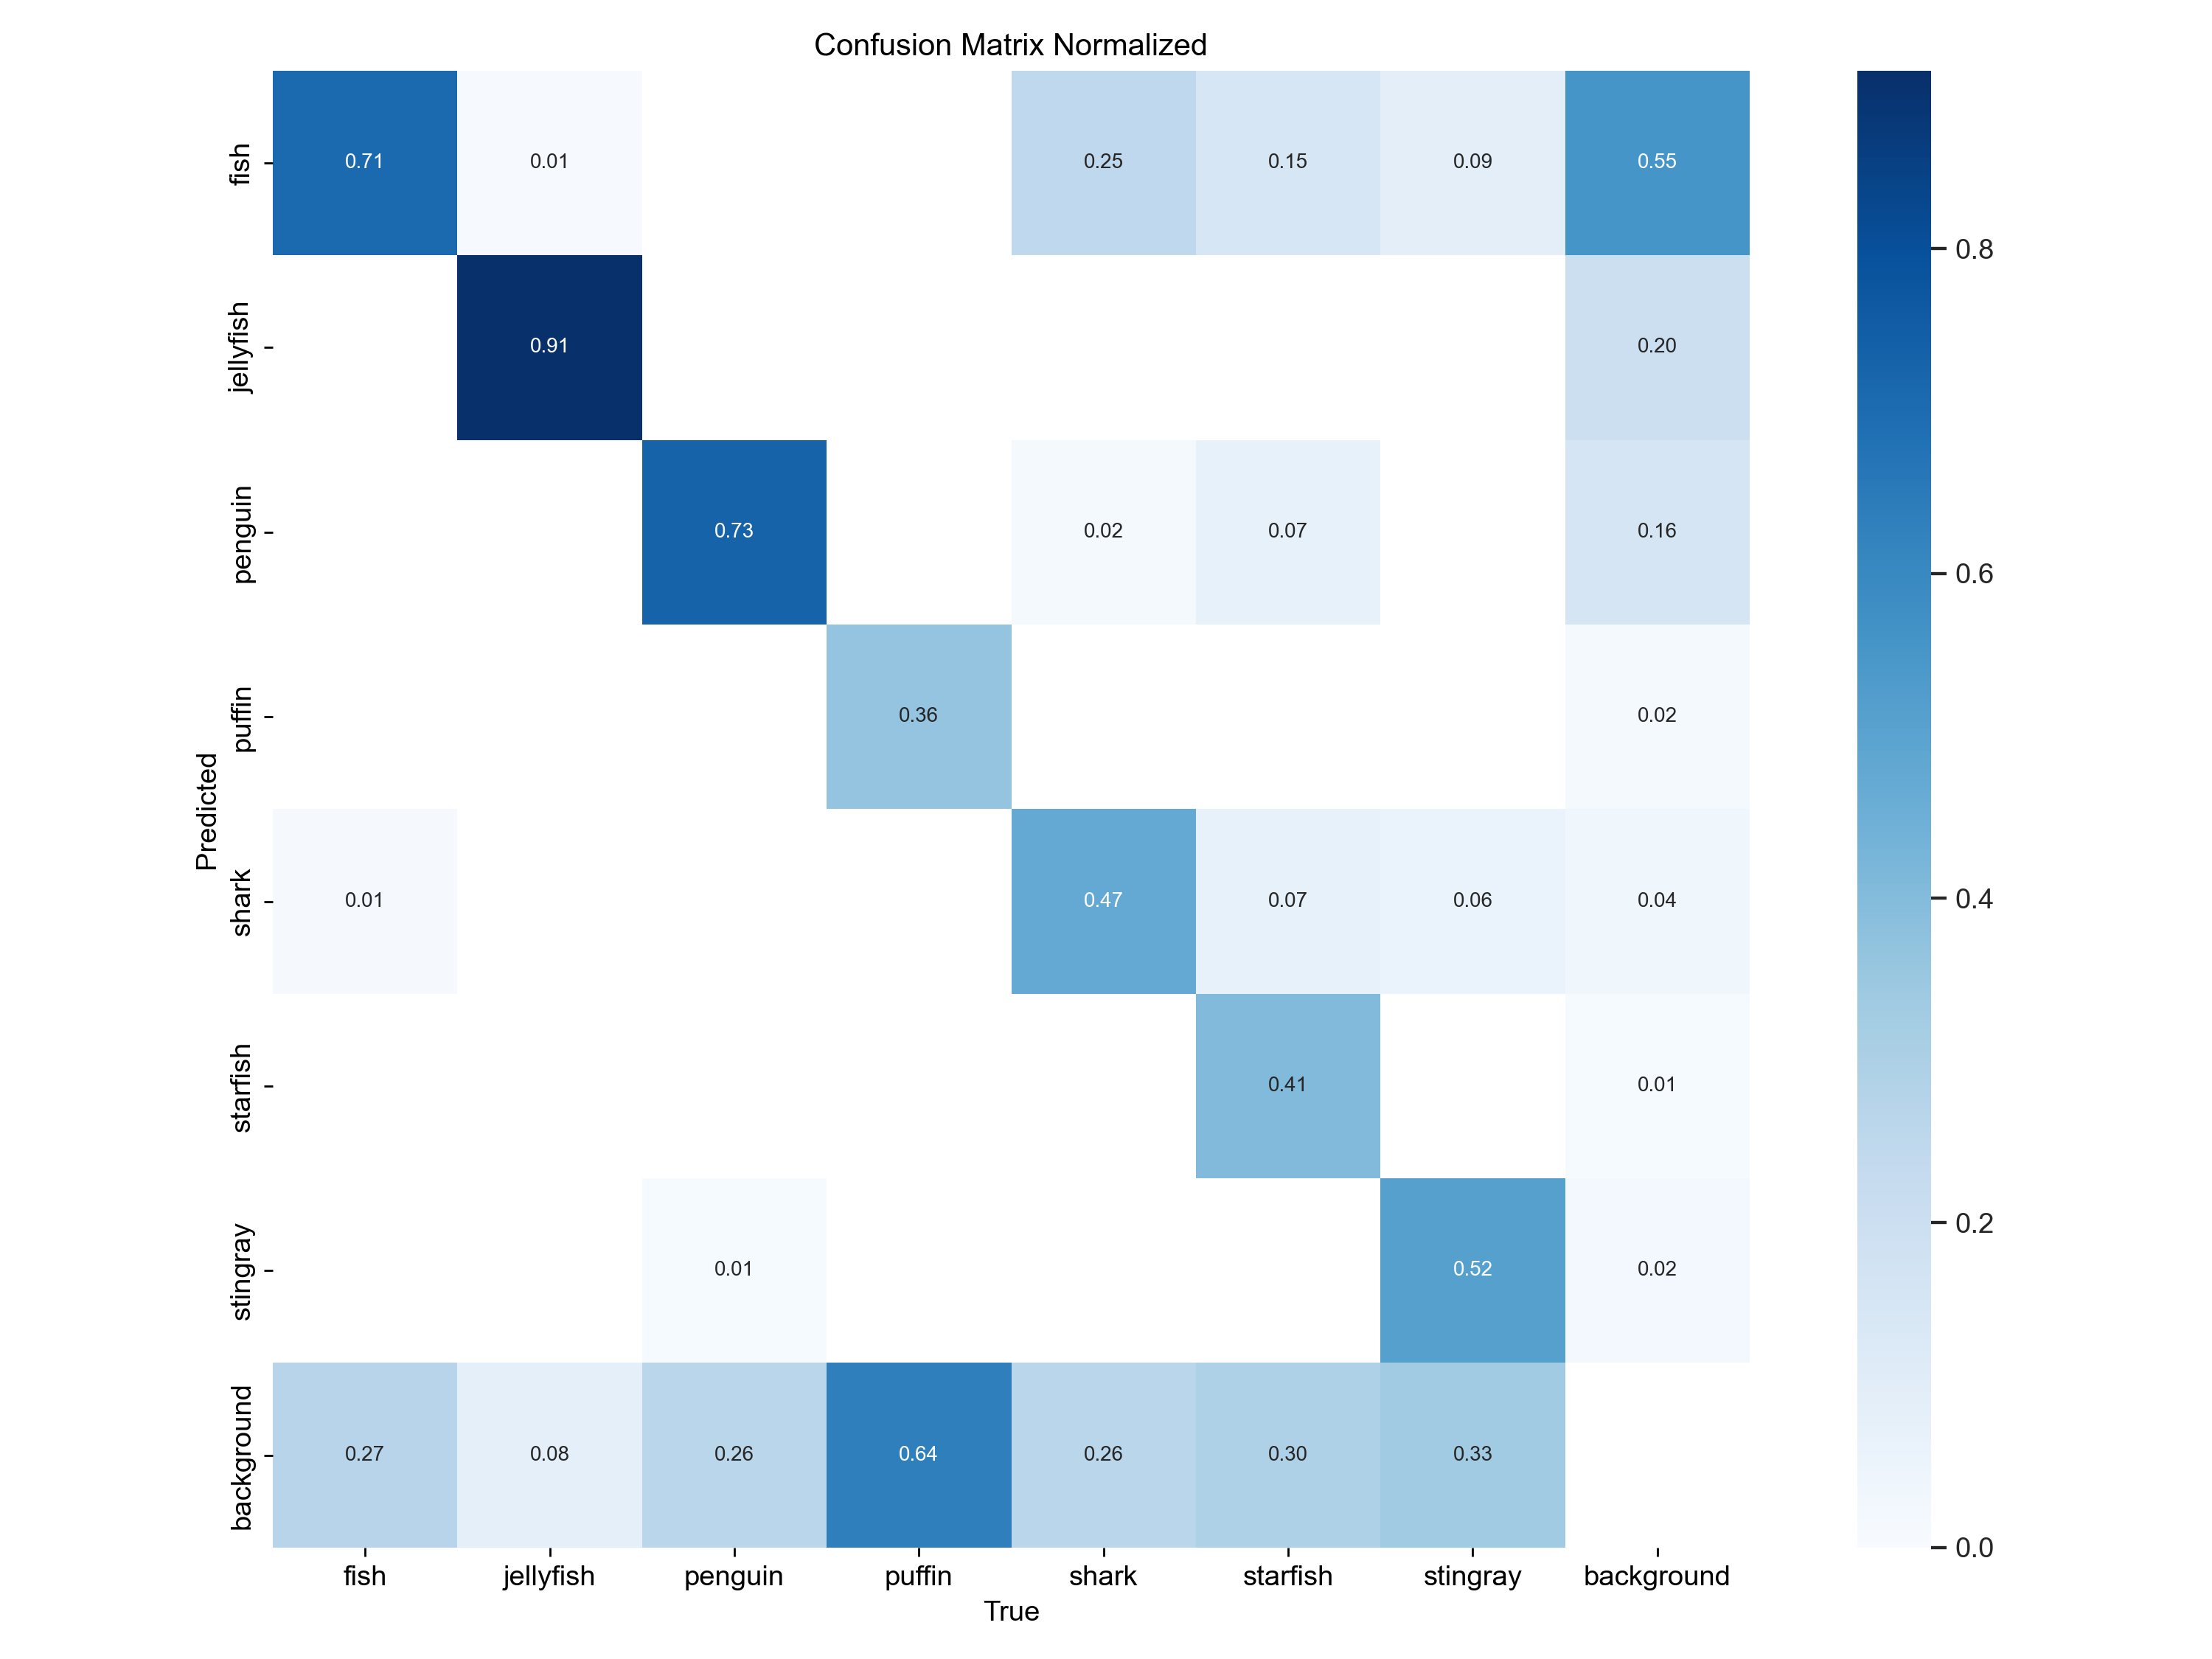 Confusion Matrix Normalized
fish
0.71
0.01
0.25
0.15
0.09
0.55
jellyfish
0.91
0.20
penguin
0.73
0.02
0.07
0.16
puffin
0.36
0.02
shark
0.01
0.47
0.07
0.06
0.04
starfish
0.41
0.01
stingray
0.01
0.52
0.02
background
0.27
0.08
0.26
0.64
0.26
0.30
0.33
Predicted
fish
jellyfish
penguin
puffin
shark
starfish
stingray
background
True
0.8
0.6
0.4
0.2
0.0